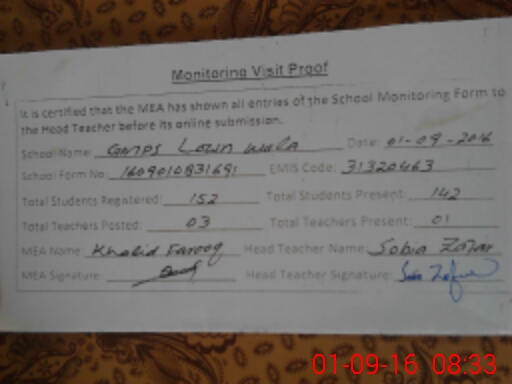 Monitoring Visit Proof
It is certified that the MEA has shown all entries of the School Monitoring Form to
the Head Teacher before its online submission.
School Name: GMPS Lown wala Date: 01-09-2016
School Form No: 1609010831691 EMIS Code: 31320463
Total Students Registered: 152 Total Students Present: 142
Total Teachers Posted: 03 Total Teachers Present: 01
MEA Name: Khalid Farooq Head Teacher Name: Sobia Zafar
MEA Signature: Head Teacher Signature:
01-09-16 08:33